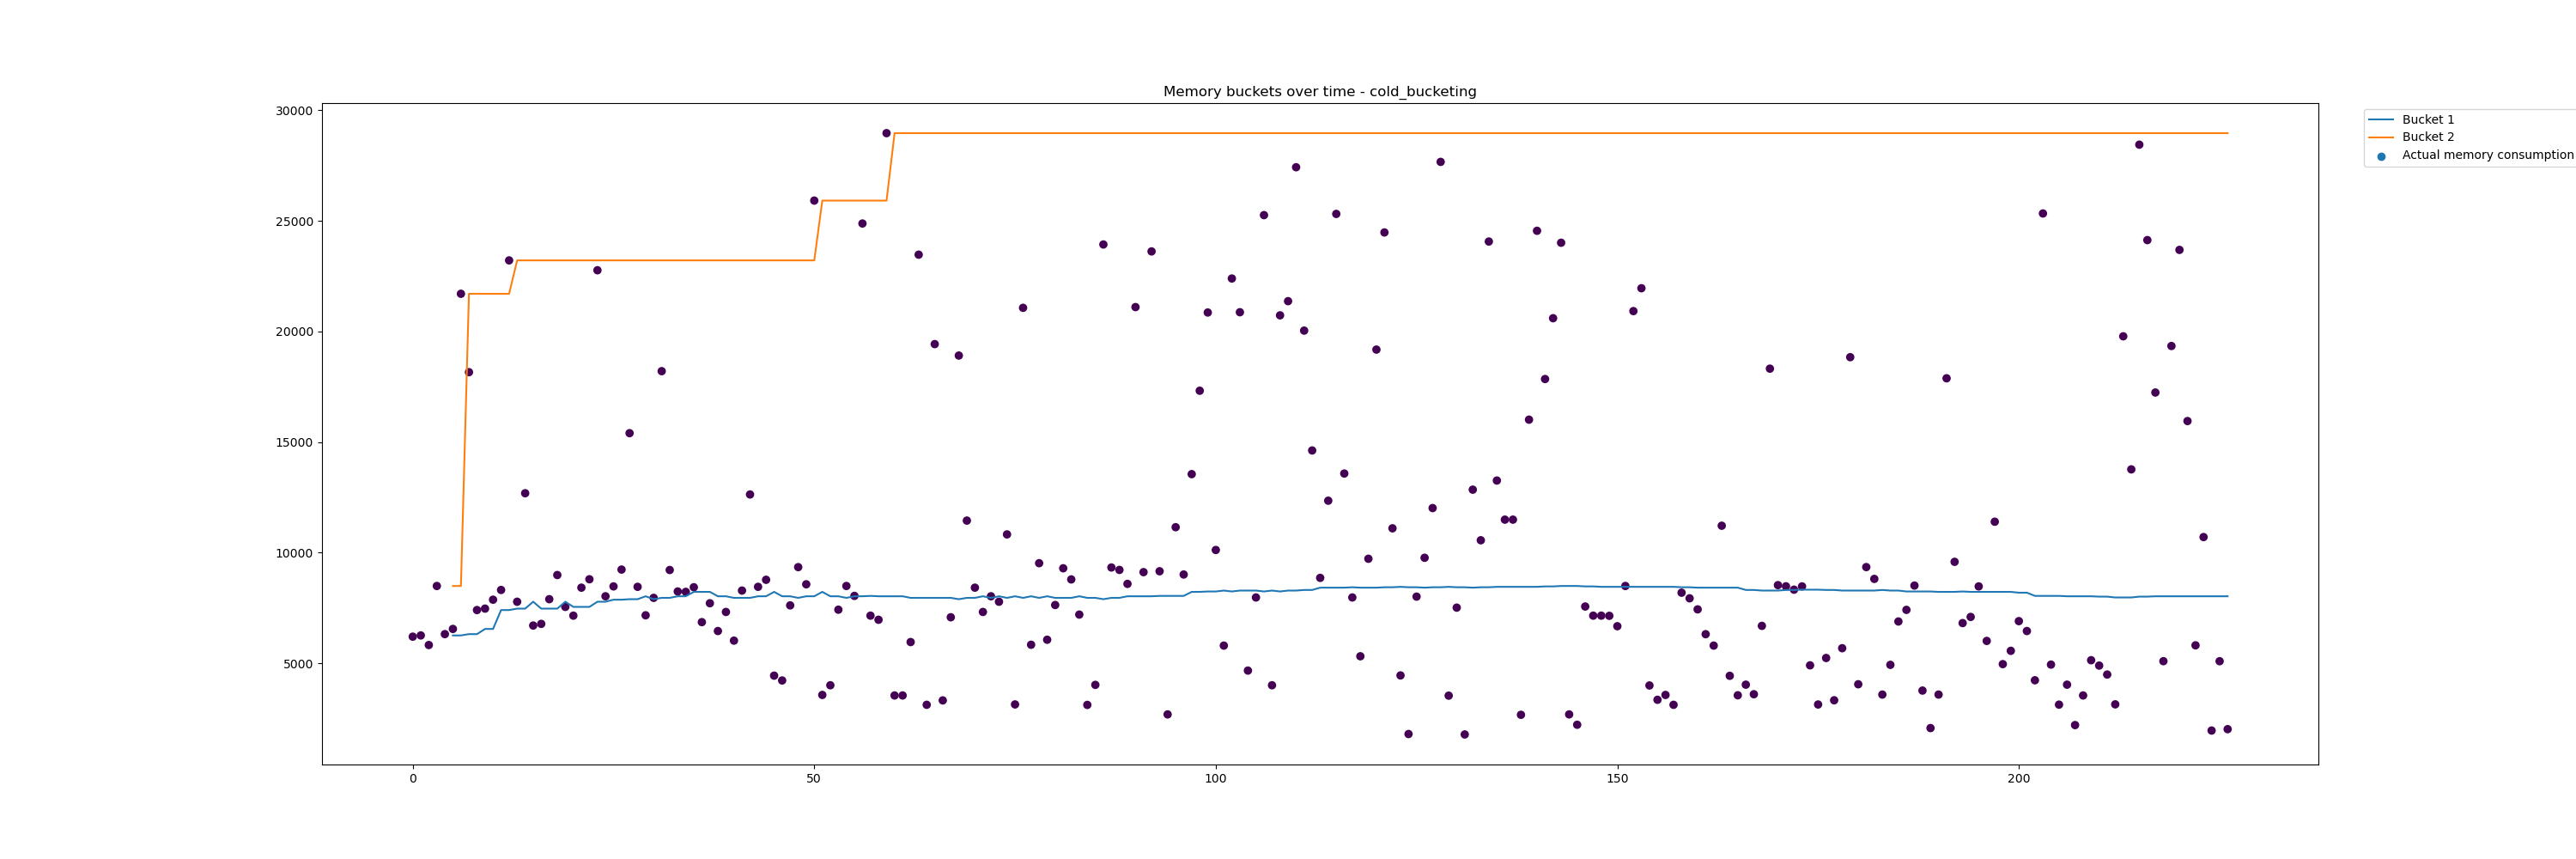 Memory buckets over time - cold_bucketing
30000
25000
20000
15000
10000
5000
0
50
100
150
200
Bucket 1
Bucket 2
Actual memory consumption